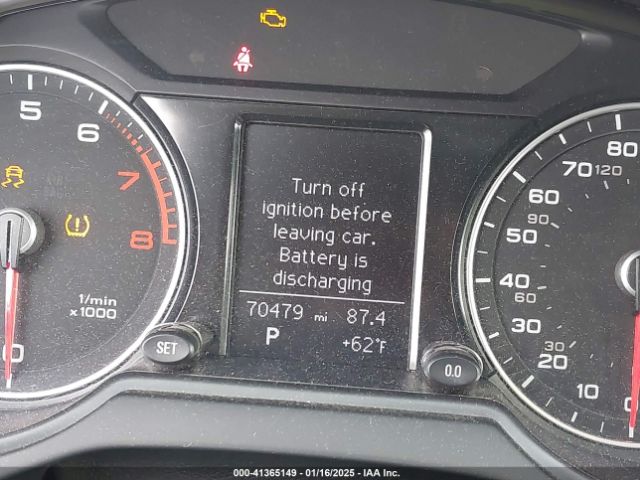 5
6
7
8
1/min
x1000
0
SET
Turn off
ignition before
leaving car.
Battery is
discharging
70479 mi 87.4
P +62°F
0.0
80
70 120
60
90
50
40
60
30
30
20
10
0
000-41365149 - 01/16/2025 - IAA Inc.